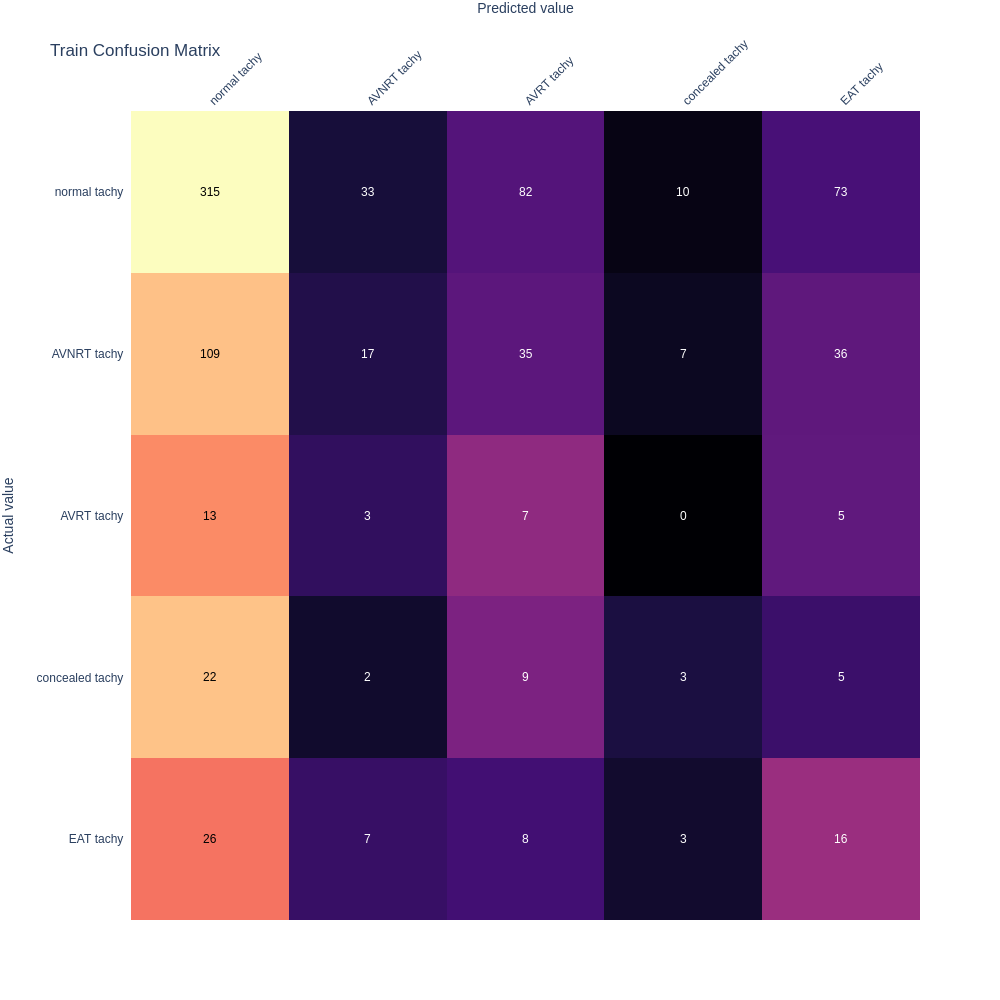 Predicted value
Train Confusion Matrix
normal tachy AVNRT tachy AVRT tachy concealed tachy EAT tachy
normal tachy 315 33 82 10 73
AVNRT tachy 109 17 35 7 36
AVRT tachy 13 3 7 0 5
concealed tachy 22 2 9 3 5
EAT tachy 26 7 8 3 16
Actual value